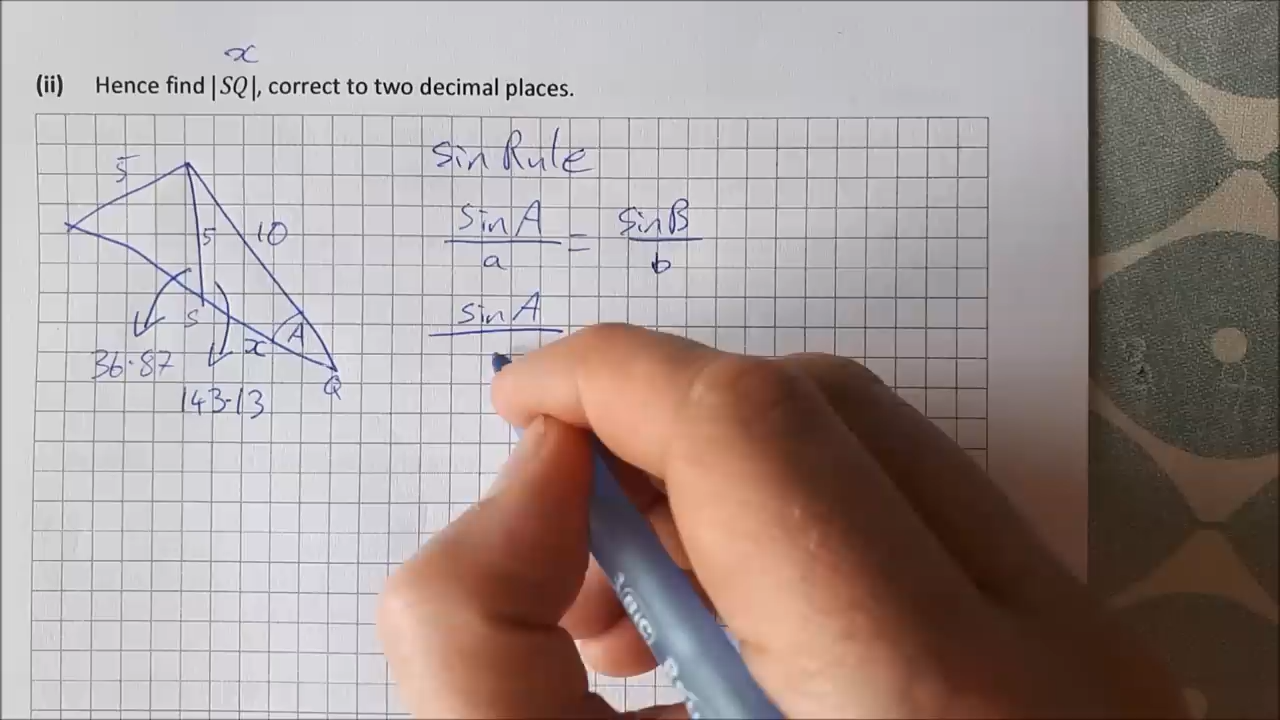 x
(ii) Hence find |SQ|, correct to two decimal places.
sin Rule
5
sin A = sin B
a b
5 10
sin A
S x A
36.87
143.13 Q
BIC